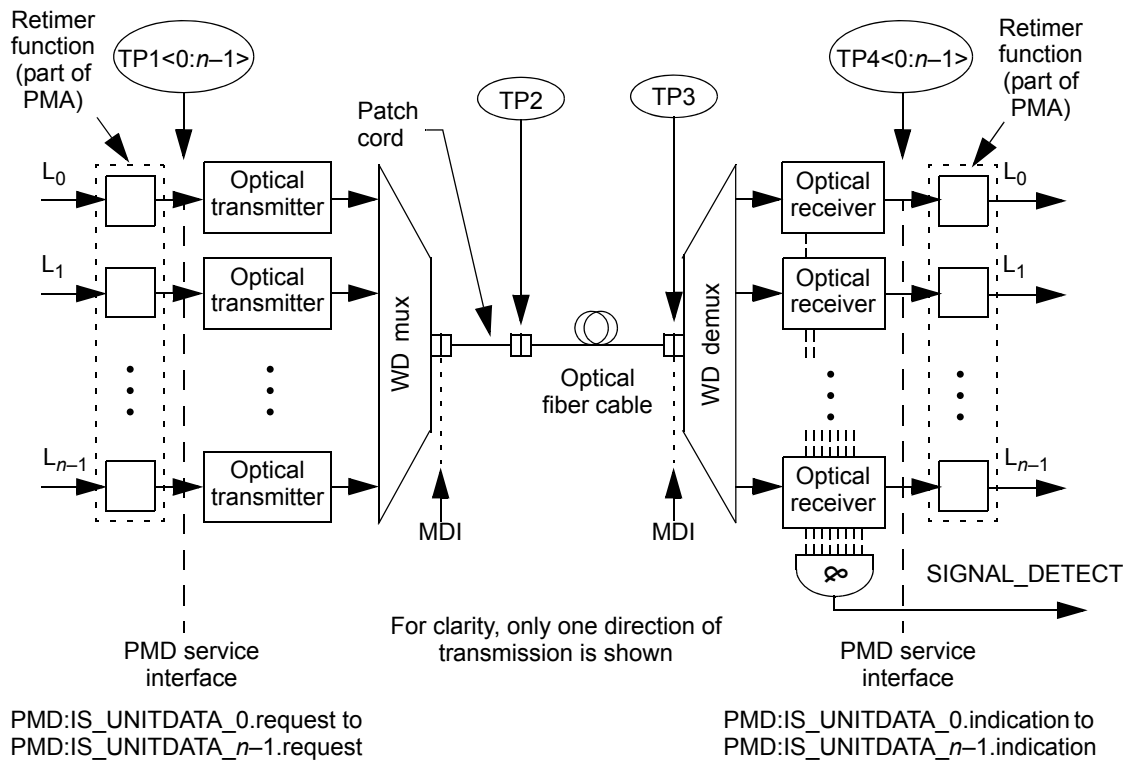 Retimer
function
(part of
PMA)
TP1<0:n–1>
TP2
TP3
TP4<0:n–1>
Retimer
function
(part of
PMA)
Patch
cord
L0
Optical
transmitter
Optical
receiver
L0
L1
Optical
transmitter
Optical
receiver
L1
WD mux
Optical
fiber cable
WD demux
Ln–1
Optical
transmitter
Optical
receiver
Ln–1
MDI
MDI
&
SIGNAL_DETECT
For clarity, only one direction of
transmission is shown
PMD service
interface
PMD service
interface
PMD:IS_UNITDATA_0.request to
PMD:IS_UNITDATA_n–1.request
PMD:IS_UNITDATA_0.indication to
PMD:IS_UNITDATA_n–1.indication